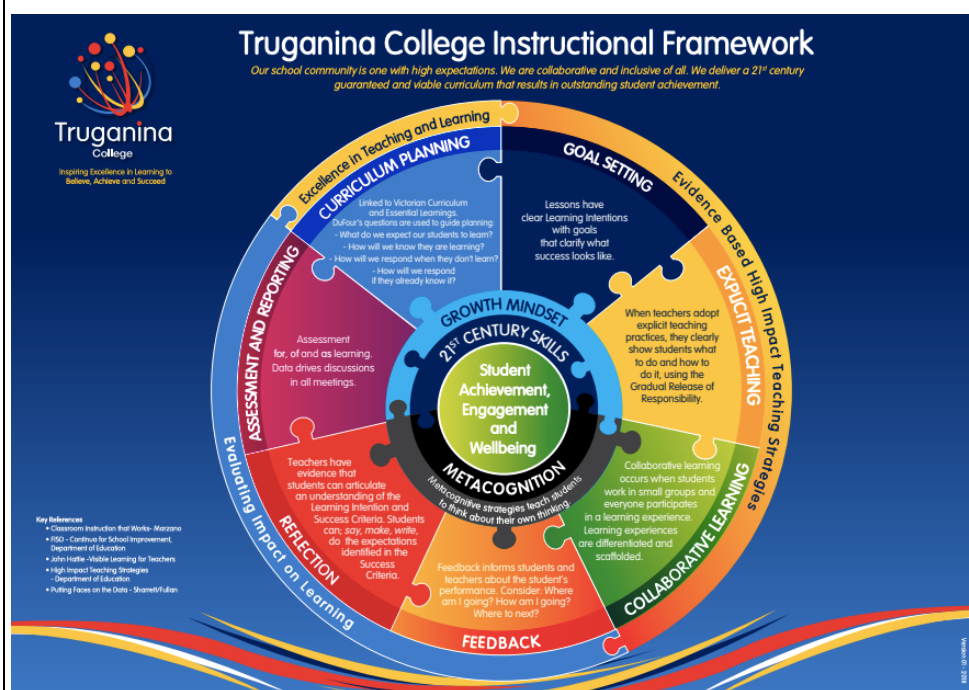 Truganina College Instructional Framework
Our school community is one with high expectations. We are collaborative and inclusive of all. We deliver a 21st century
guaranteed and viable curriculum that results in outstanding student achievement.
Truganina
College
Inspiring Excellence in Learning to
Believe, Achieve and Succeed
Excellence in Teaching and Learning
CURRICULUM PLANNING
Linked to Victorian Curriculum
and Essential Learnings.
DuFour's questions are used to guide planning:
- What do we expect our students to learn?
- How will we know they are learning?
- How will we respond when they don't learn?
- How will we respond
if they already know it?
GOAL SETTING
Lessons have
clear Learning Intentions
with goals
that clarify what
success looks like.
Evidence Based High Impact Teaching Strategies
EXPLICIT TEACHING
When teachers adopt
explicit teaching
practices, they clearly
show students what
to do and how to
do it, using the
Gradual Release of
Responsibility.
COLLABORATIVE LEARNING
Collaborative learning
occurs when students
work in small groups and
everyone participates
in a learning experience.
Learning experiences
are differentiated and
scaffolded.
FEEDBACK
Feedback informs students and
teachers about the student's
performance. Consider: Where
am I going? How am I going?
Where to next?
REFLECTION
Teachers have
evidence that
students can articulate
an understanding of the
Learning Intention and
Success Criteria. Students
can; say, make, write,
do the expectations
identified in the
Success
Criteria.
Evaluating Impact on Learning
ASSESSMENT AND REPORTING
Assessment
for, of and as learning.
Data drives discussions
in all meetings.
GROWTH MINDSET
21ST CENTURY SKILLS
Student
Achievement,
Engagement
and
Wellbeing
METACOGNITION
Metacognitive strategies teach students
to think about their own thinking.
Key References
• Classroom Instruction that Works- Marzano
• FISO - Continua for School Improvement,
Department of Education
• John Hattie -Visible Learning for Teachers
• High Impact Teaching Strategies
- Department of Education
• Putting Faces on the Data - Sharratt/Fullan
Version 01 - 2018